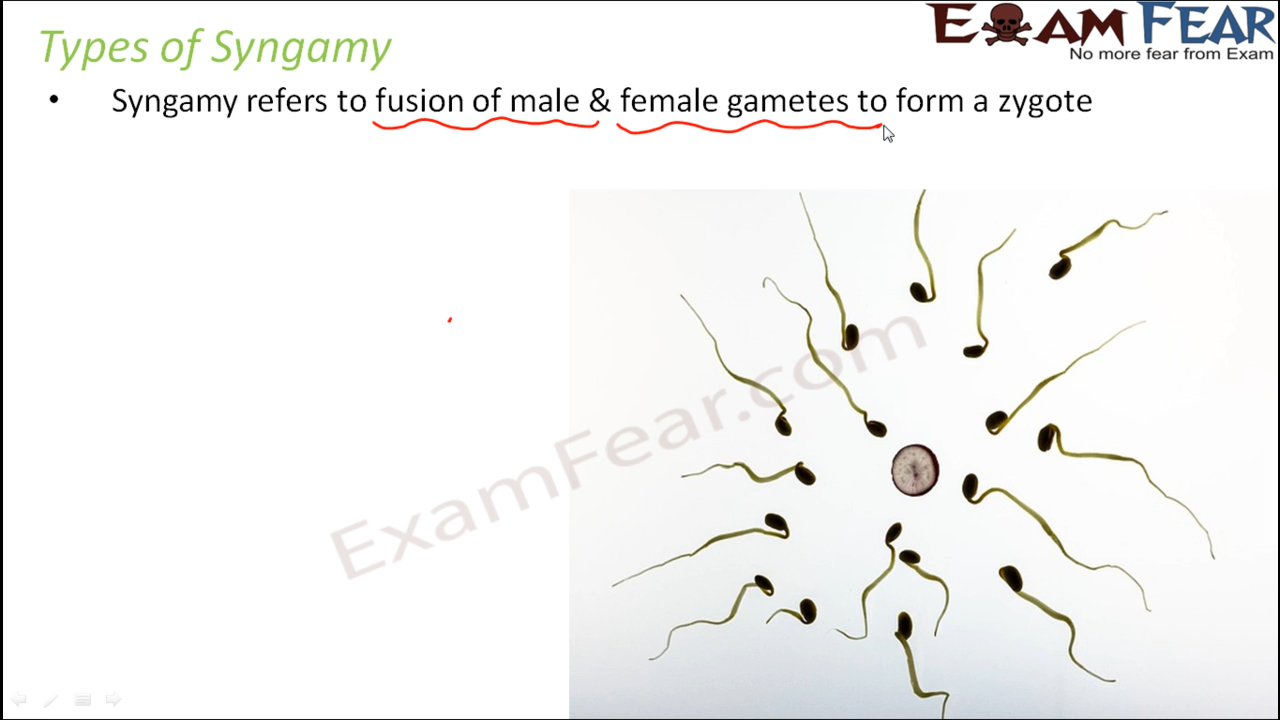 EXAM FEAR
No more fear from Exam
Types of Syngamy
• Syngamy refers to fusion of male & female gametes to form a zygote
ExamFear.com